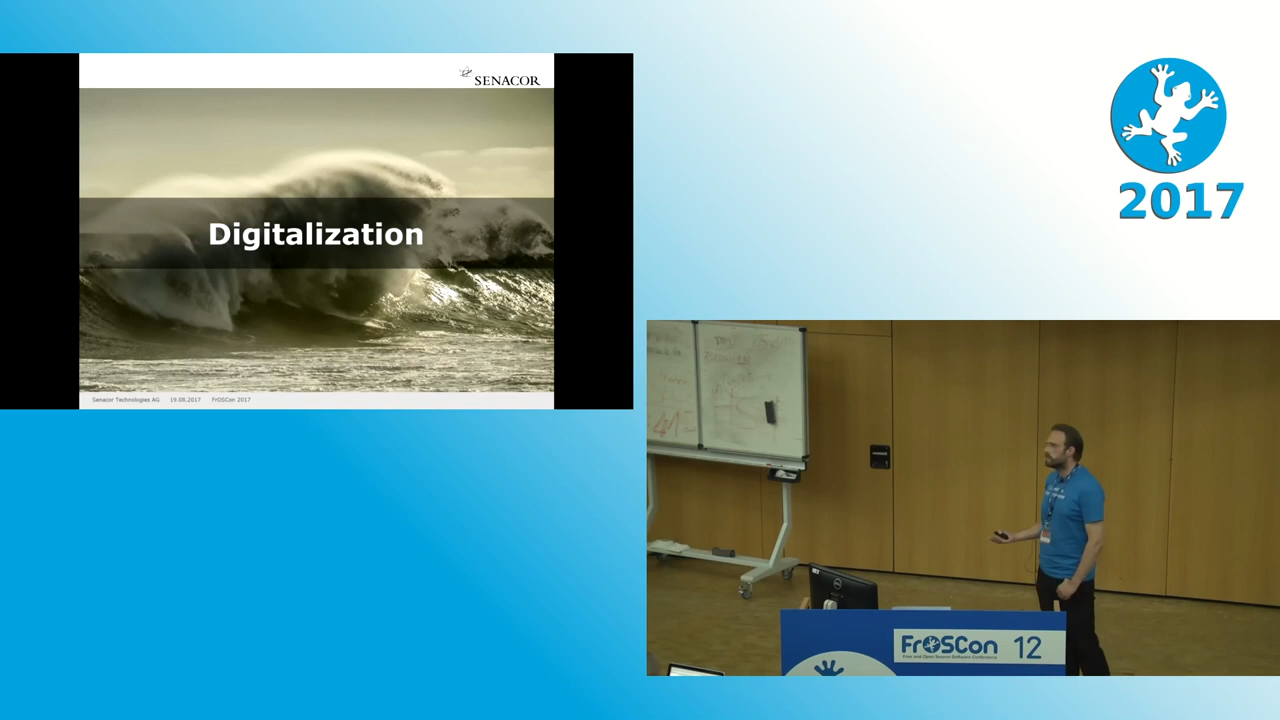 SENACOR
Digitalization
Senacor Technologies AG 19.08.2017 FrOSCon 2017
2017
FrOSCon 12
Free and Open Source Software Conference